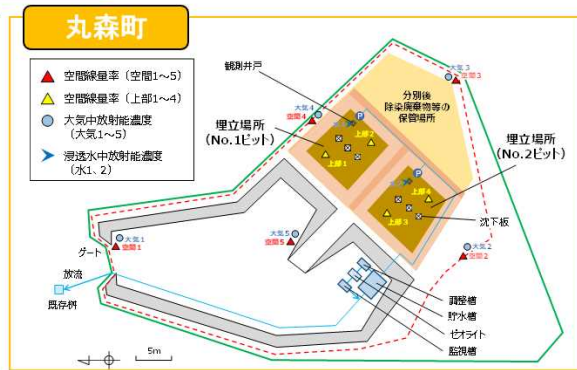 丸森町
空間線量率（空間1～5）
空間線量率（上部1～4）
大気中放射能濃度
（大気1～5）
浸透水中放射能濃度
（水1、2）
観測井戸
大気4
空間4
大気3
空間3
分別後
除染廃棄物等の
保管場所
埋立場所
（No.1ピット）
P
上部2
上部1
埋立場所
（No.2ピット）
P
上部4
上部3
沈下板
大気5
空間5
大気2
空間2
大気1
空間1
ゲート
放流
既存桝
調整槽
貯水槽
ゼオライト
監視槽
5m